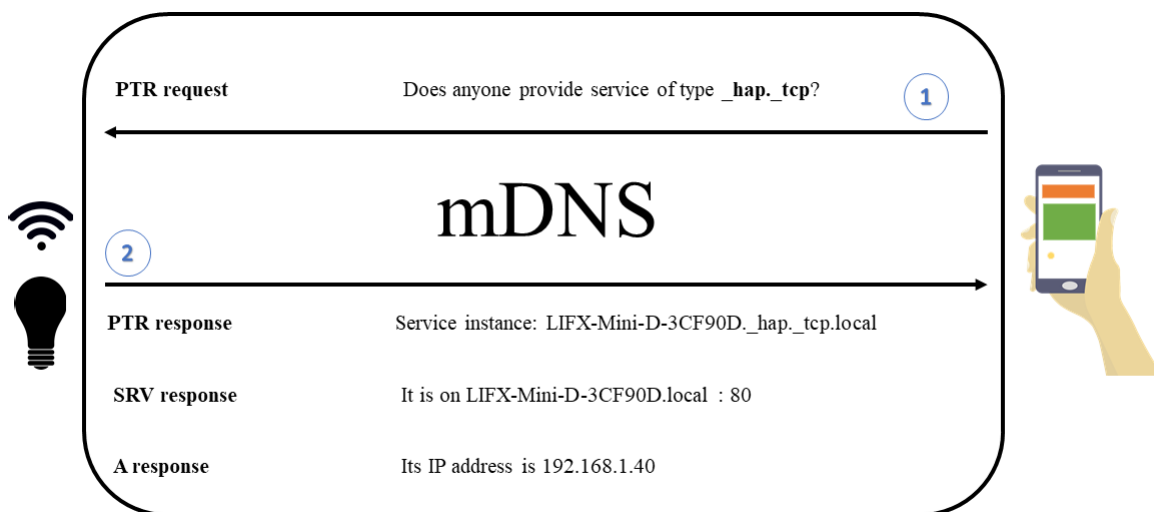 PTR request Does anyone provide service of type _hap._tcp? 1
mDNS
2
PTR response Service instance: LIFX-Mini-D-3CF90D._hap._tcp.local
SRV response It is on LIFX-Mini-D-3CF90D.local : 80
A response Its IP address is 192.168.1.40